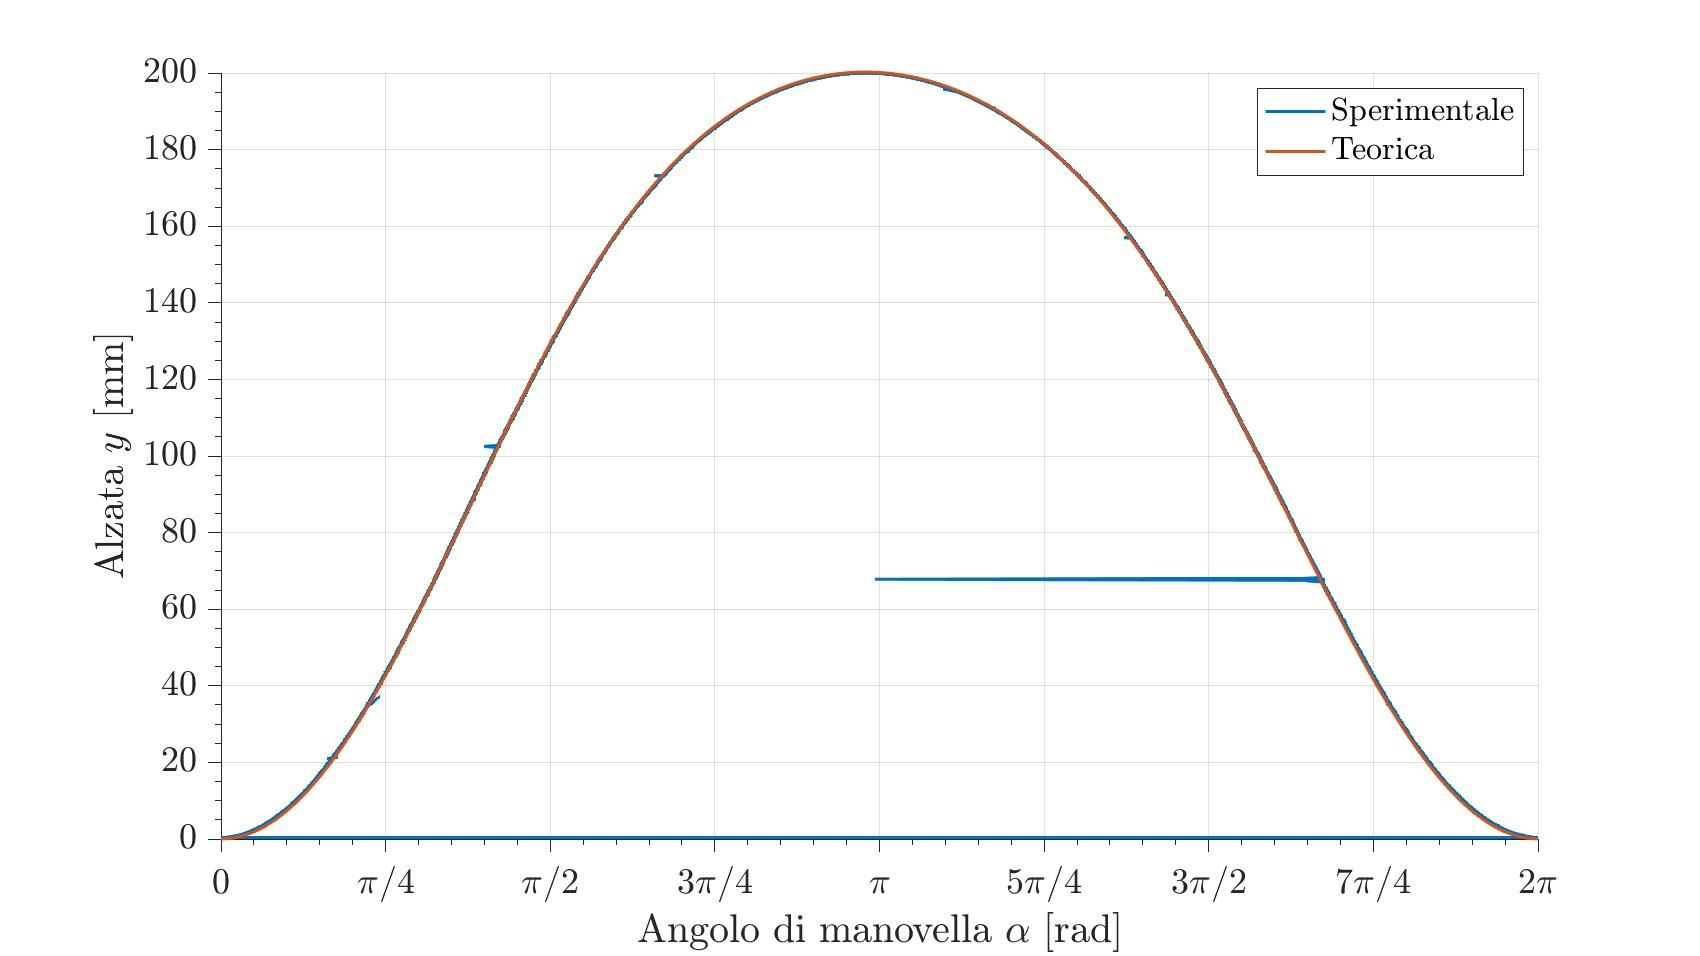 200
180
160
140
120
100
80
60
40
20
0
Alzata y [mm]
Sperimentale
Teorica
0 π/4 π/2 3π/4 π 5π/4 3π/2 7π/4 2π
Angolo di manovella α [rad]